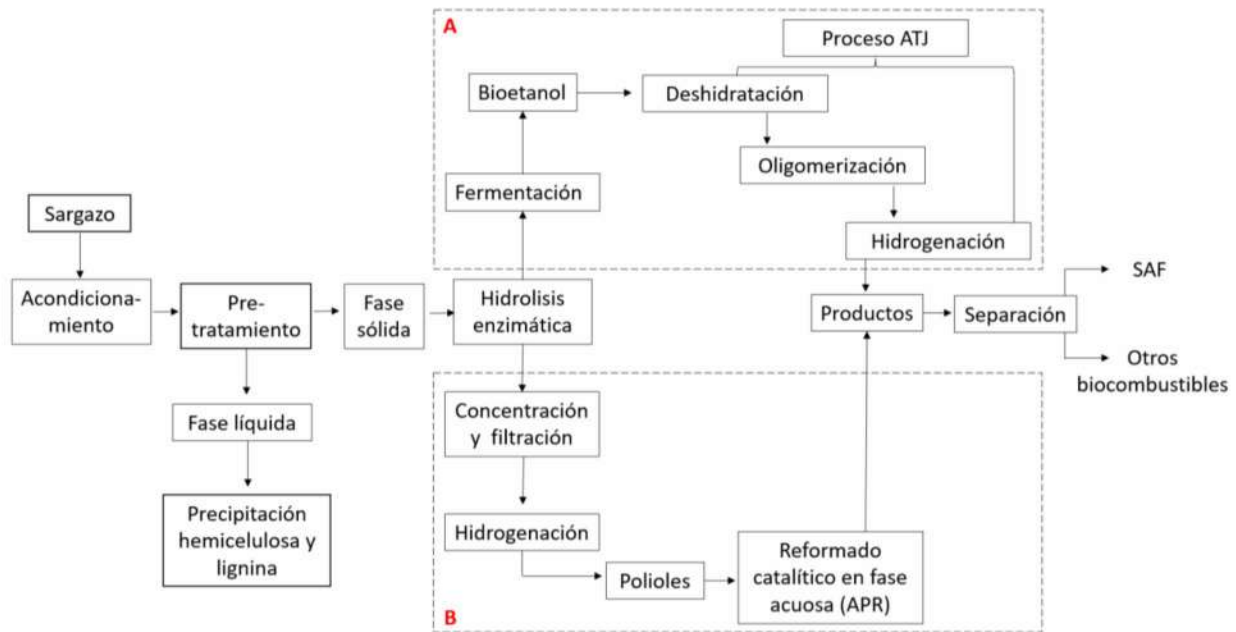 A
Proceso ATJ
Bioetanol
Deshidratación
Oligomerización
Fermentación
Hidrogenación
Sargazo
Acondiciona-
miento
Pre-
tratamiento
Fase
sólida
Hidrolisis
enzimática
Productos
Separación
SAF
Otros
biocombustibles
Fase líquida
Precipitación
hemicelulosa y
lignina
Concentración
y filtración
Hidrogenación
Polioles
Reformado
catalítico en fase
acuosa (APR)
B